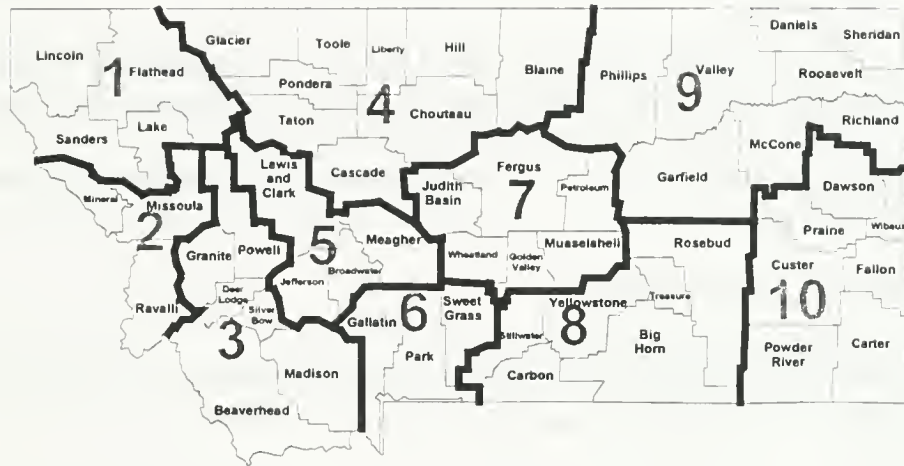 Lincoln
1
Flathead
Sanders
Lake
Glacier
Toole
Liberty
Hill
Blaine
Pondera
4
Taton
Chouteau
Cascade
Phillips
Valley
9
Daniels
Sheridan
Roosevelt
Richland
McCone
Garfield
Mineral
2
Missoula
Ravalli
Granite
Powell
Deer
Lodge
Silver
Bow
3
Madison
Beaverhead
Lewis
and
Clark
5
Meagher
Broadwater
Jefferson
Judith
Basin
Fergus
7
Petroleum
Wheatland
Golden
Valley
Musselshell
Gallatin
6
Sweet
Grass
Park
Stillwater
Yellowstone
8
Carbon
Big
Horn
Treasure
Rosebud
Dawson
Praine
Wibaux
Custer
10
Fallon
Powder
River
Carter